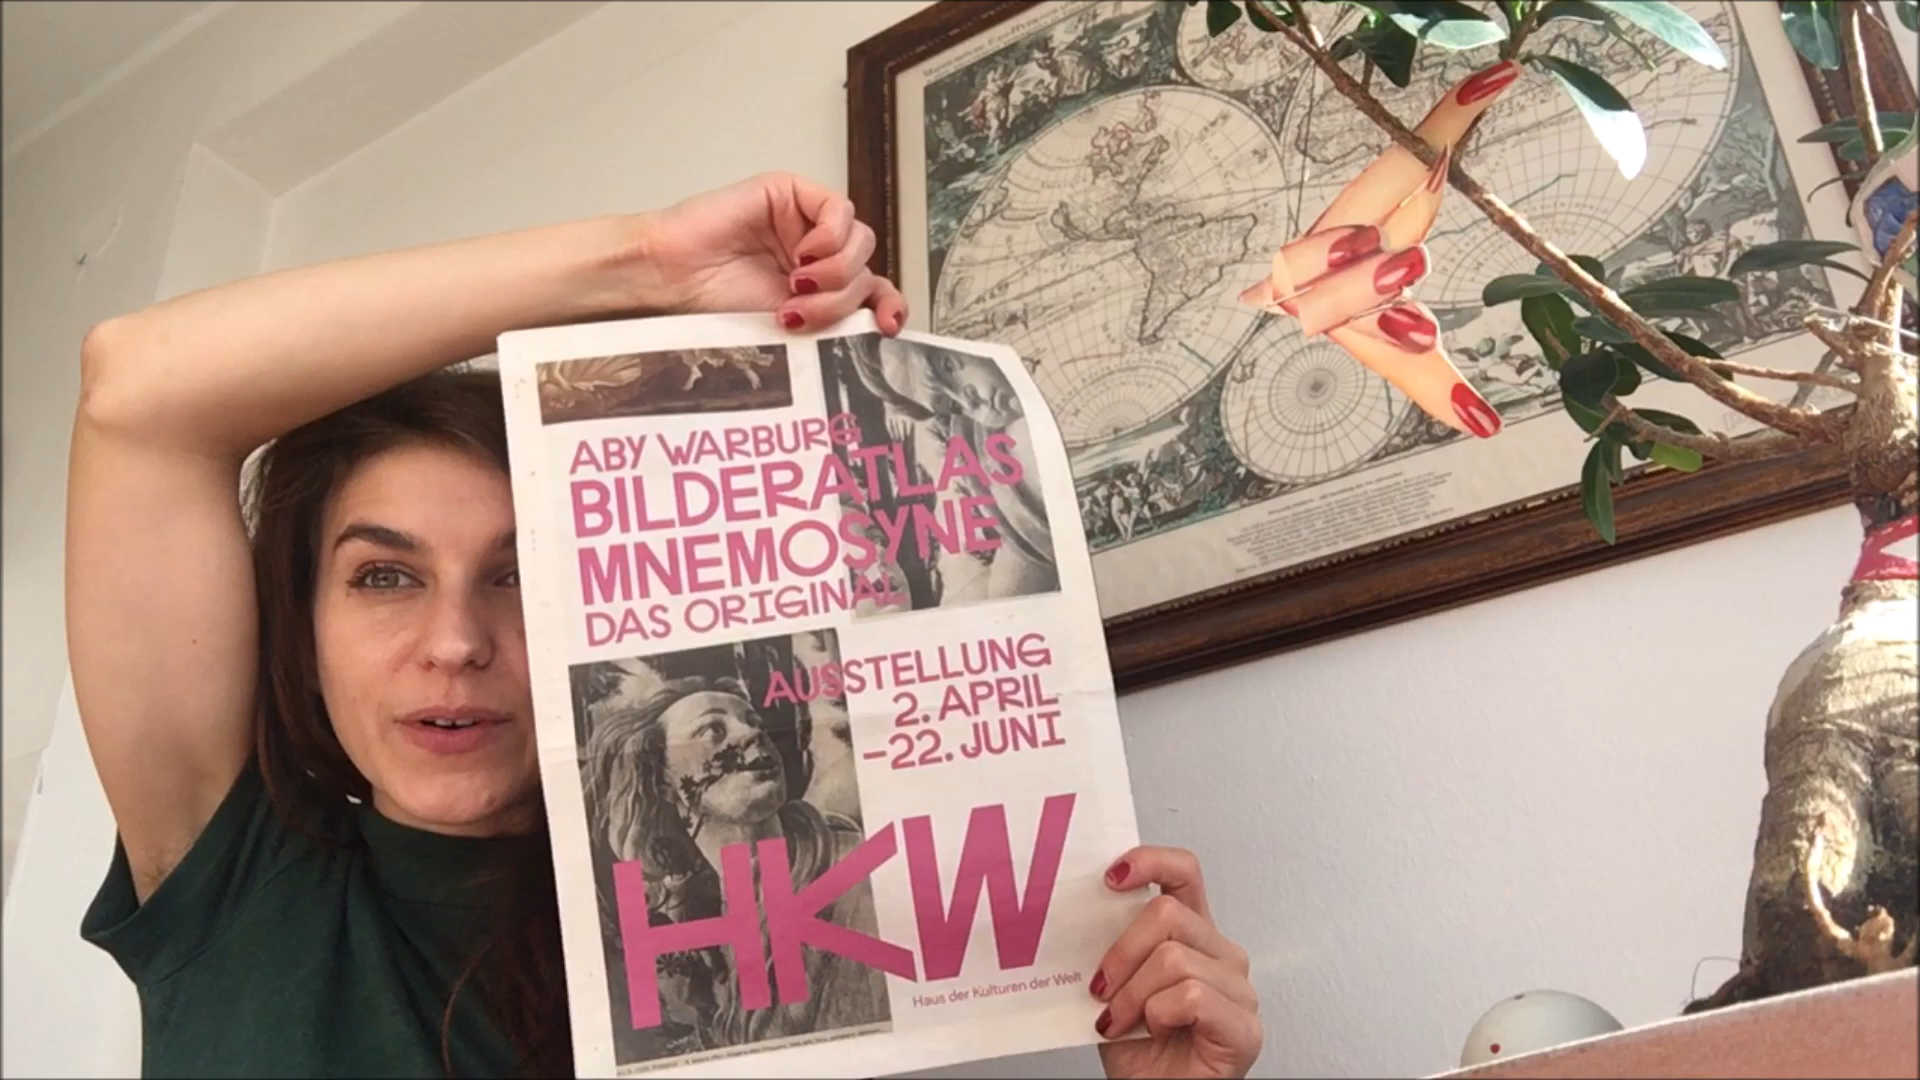 ABY WARBURG
BILDERATLAS
MNEMOSYNE
DAS ORIGINAL
AUSSTELLUNG
2. APRIL
–22. JUNI
HKW
Haus der Kulturen der Welt